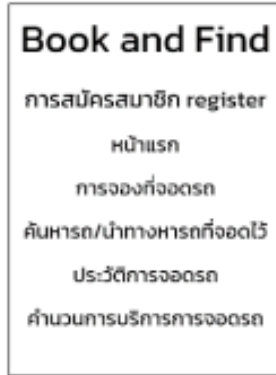 Book and Find
การสมัครสมาชิก register
หน้าแรก
การจองที่จอดรถ
ค้นหารถ/นำทางหารถที่จอดไว้
ประวัติการจอดรถ
คำนวนการบริการการจอดรถ